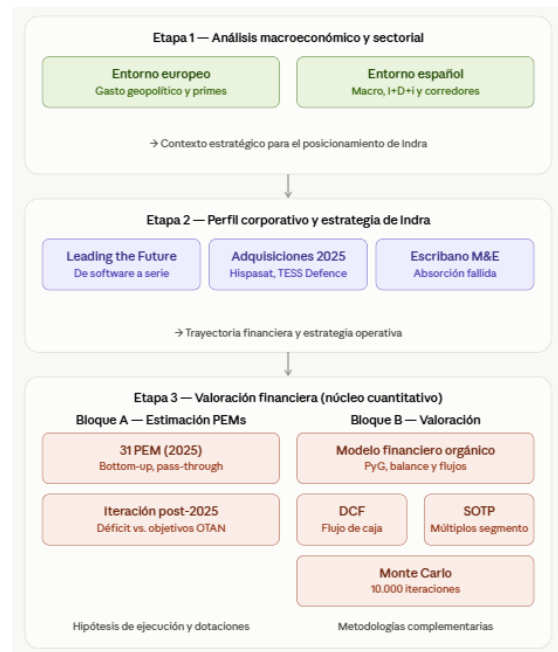 Etapa 1 — Análisis macroeconómico y sectorial
Entorno europeo
Gasto geopolítico y primes
Entorno español
Macro, I+D+i y corredores
→ Contexto estratégico para el posicionamiento de Indra
Etapa 2 — Perfil corporativo y estrategia de Indra
Leading the Future
De software a serie
Adquisiciones 2025
Hispasat, TESS Defence
Escribano M&E
Absorción fallida
→ Trayectoria financiera y estrategia operativa
Etapa 3 — Valoración financiera (núcleo cuantitativo)
Bloque A — Estimación PEMs
31 PEM (2025)
Bottom-up, pass-through
Iteración post-2025
Déficit vs. objetivos OTAN
Hipótesis de ejecución y dotaciones
Bloque B — Valoración
Modelo financiero orgánico
PyG, balance y flujos
DCF
Flujo de caja
SOTP
Múltiplos segmento
Monte Carlo
10.000 iteraciones
Metodologías complementarias